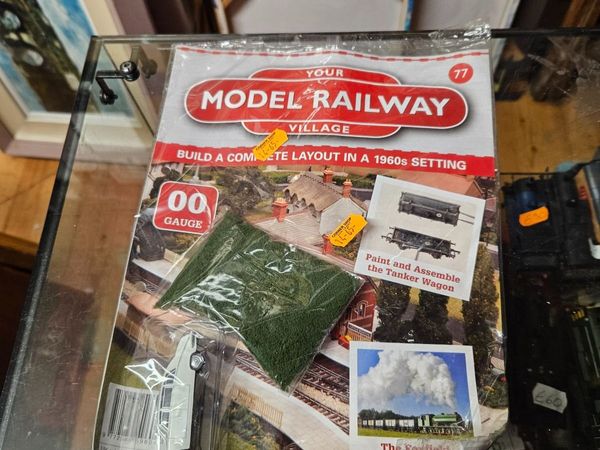 YOUR
77
MODEL RAILWAY
VILLAGE
BUILD A COMPLETE LAYOUT IN A 1960s SETTING
00
GAUGE
Paint and Assemble
the Tanker Wagon
£60